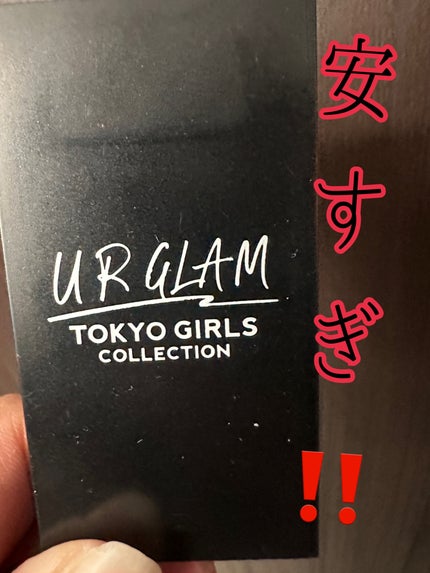 UR GLAM
TOKYO GIRLS
COLLECTION
安すぎ‼️